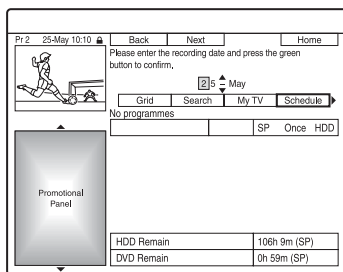 Pr 2 25-May 10:10
Back Next Home
Please enter the recording date and press the green
button to confirm.
25 May
Grid Search My TV Schedule
No programmes
SP Once HDD
Promotional
Panel
HDD Remain 106h 9m (SP)
DVD Remain 0h 59m (SP)